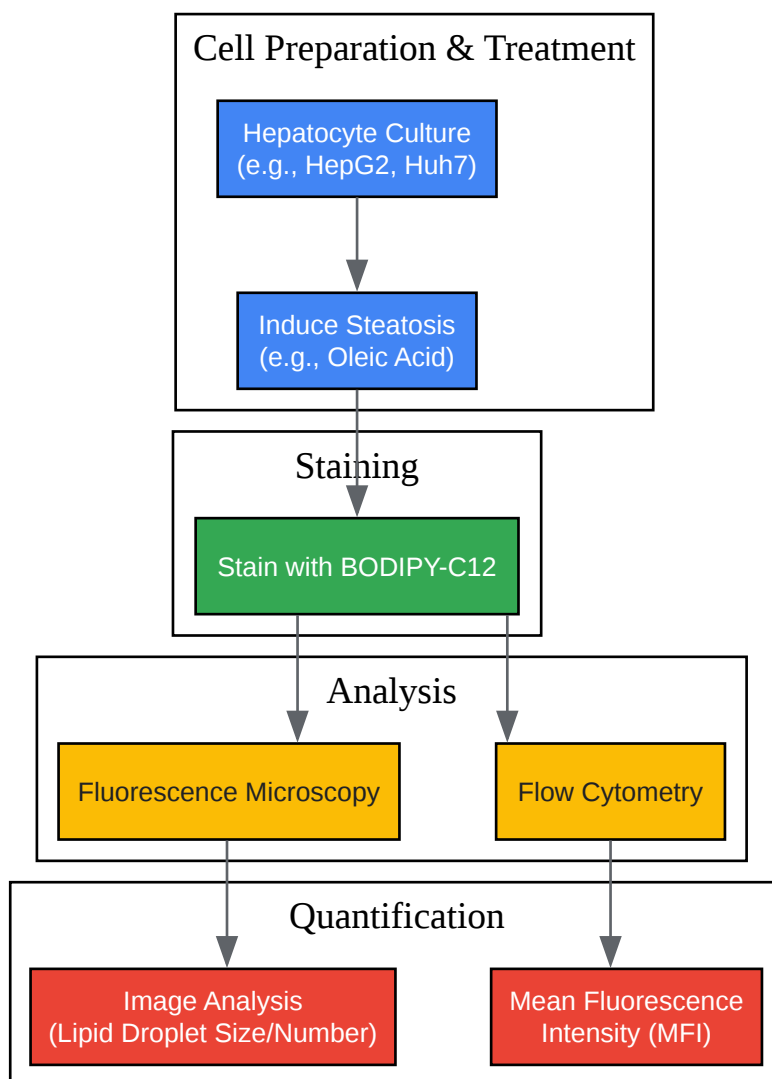 Cell Preparation & Treatment
Hepatocyte Culture
(e.g., HepG2, Huh7)
Induce Steatosis
(e.g., Oleic Acid)
Staining
Stain with BODIPY-C12
Analysis
Fluorescence Microscopy
Flow Cytometry
Quantification
Image Analysis
(Lipid Droplet Size/Number)
Mean Fluorescence
Intensity (MFI)